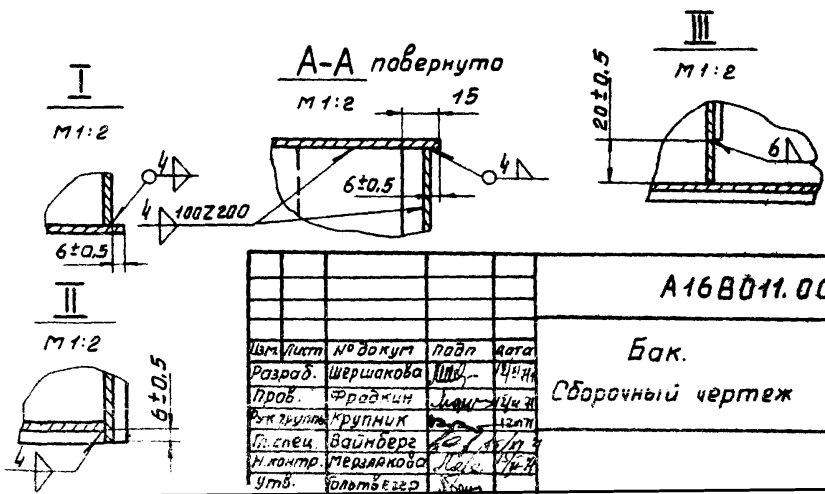 I
М1:2
4
6±0,5
А-А повернуто
М1:2
15
6±0,5
4
4 100Z200
III
М1:2
20±0,5
6
II
М1:2
6±0,5
4
А16В011.00
Бак.
Сборочный чертеж
Изм. Лист № докум Подп Дата
Разраб. Шершакова
Пров. Фрадкин
Рук группы Крупник
Гл. спец. Вайнберг
Н. контр. Мерзлякова
Утв.